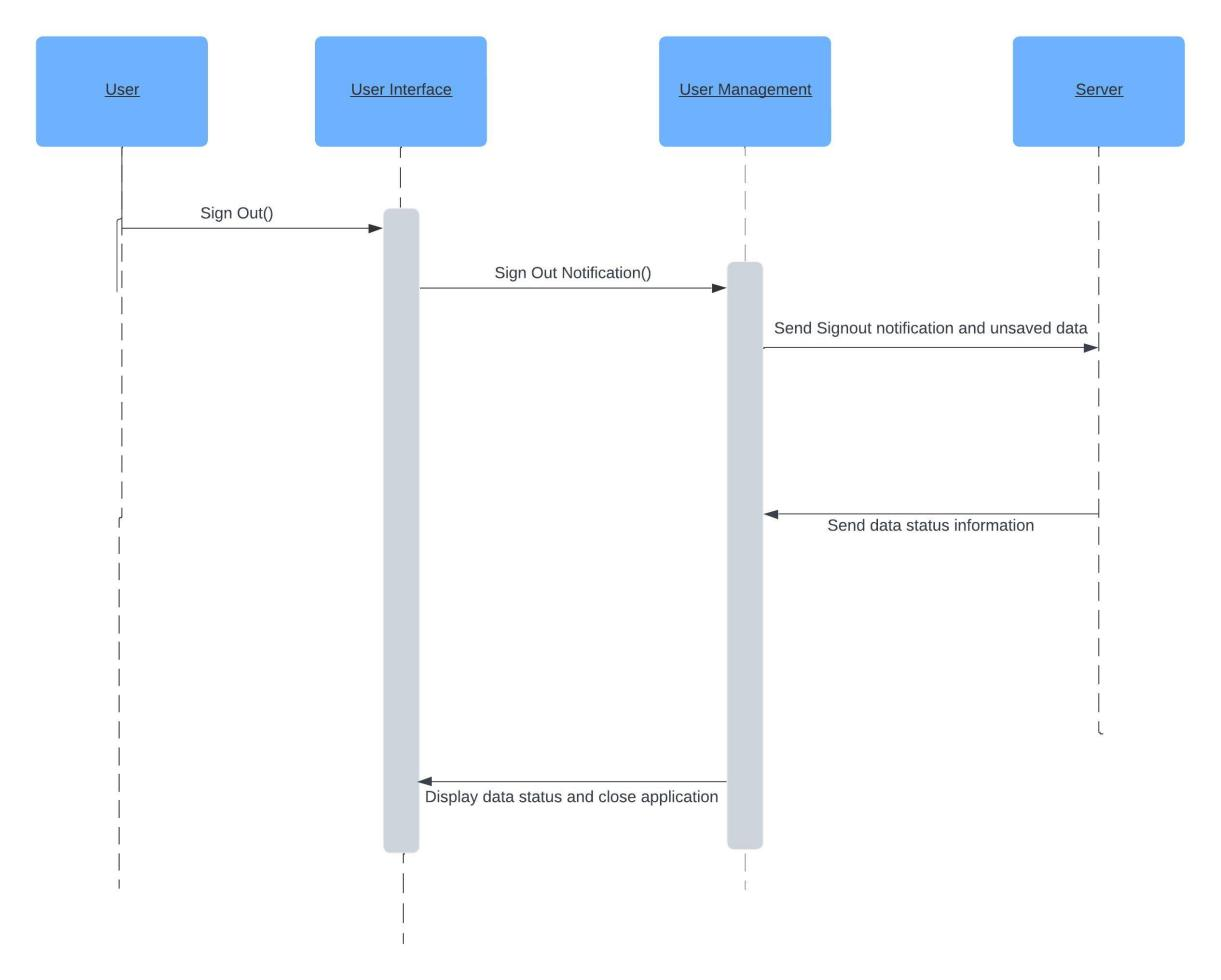 User
User Interface
User Management
Server
Sign Out()
Sign Out Notification()
Send Signout notification and unsaved data
Send data status information
Display data status and close application